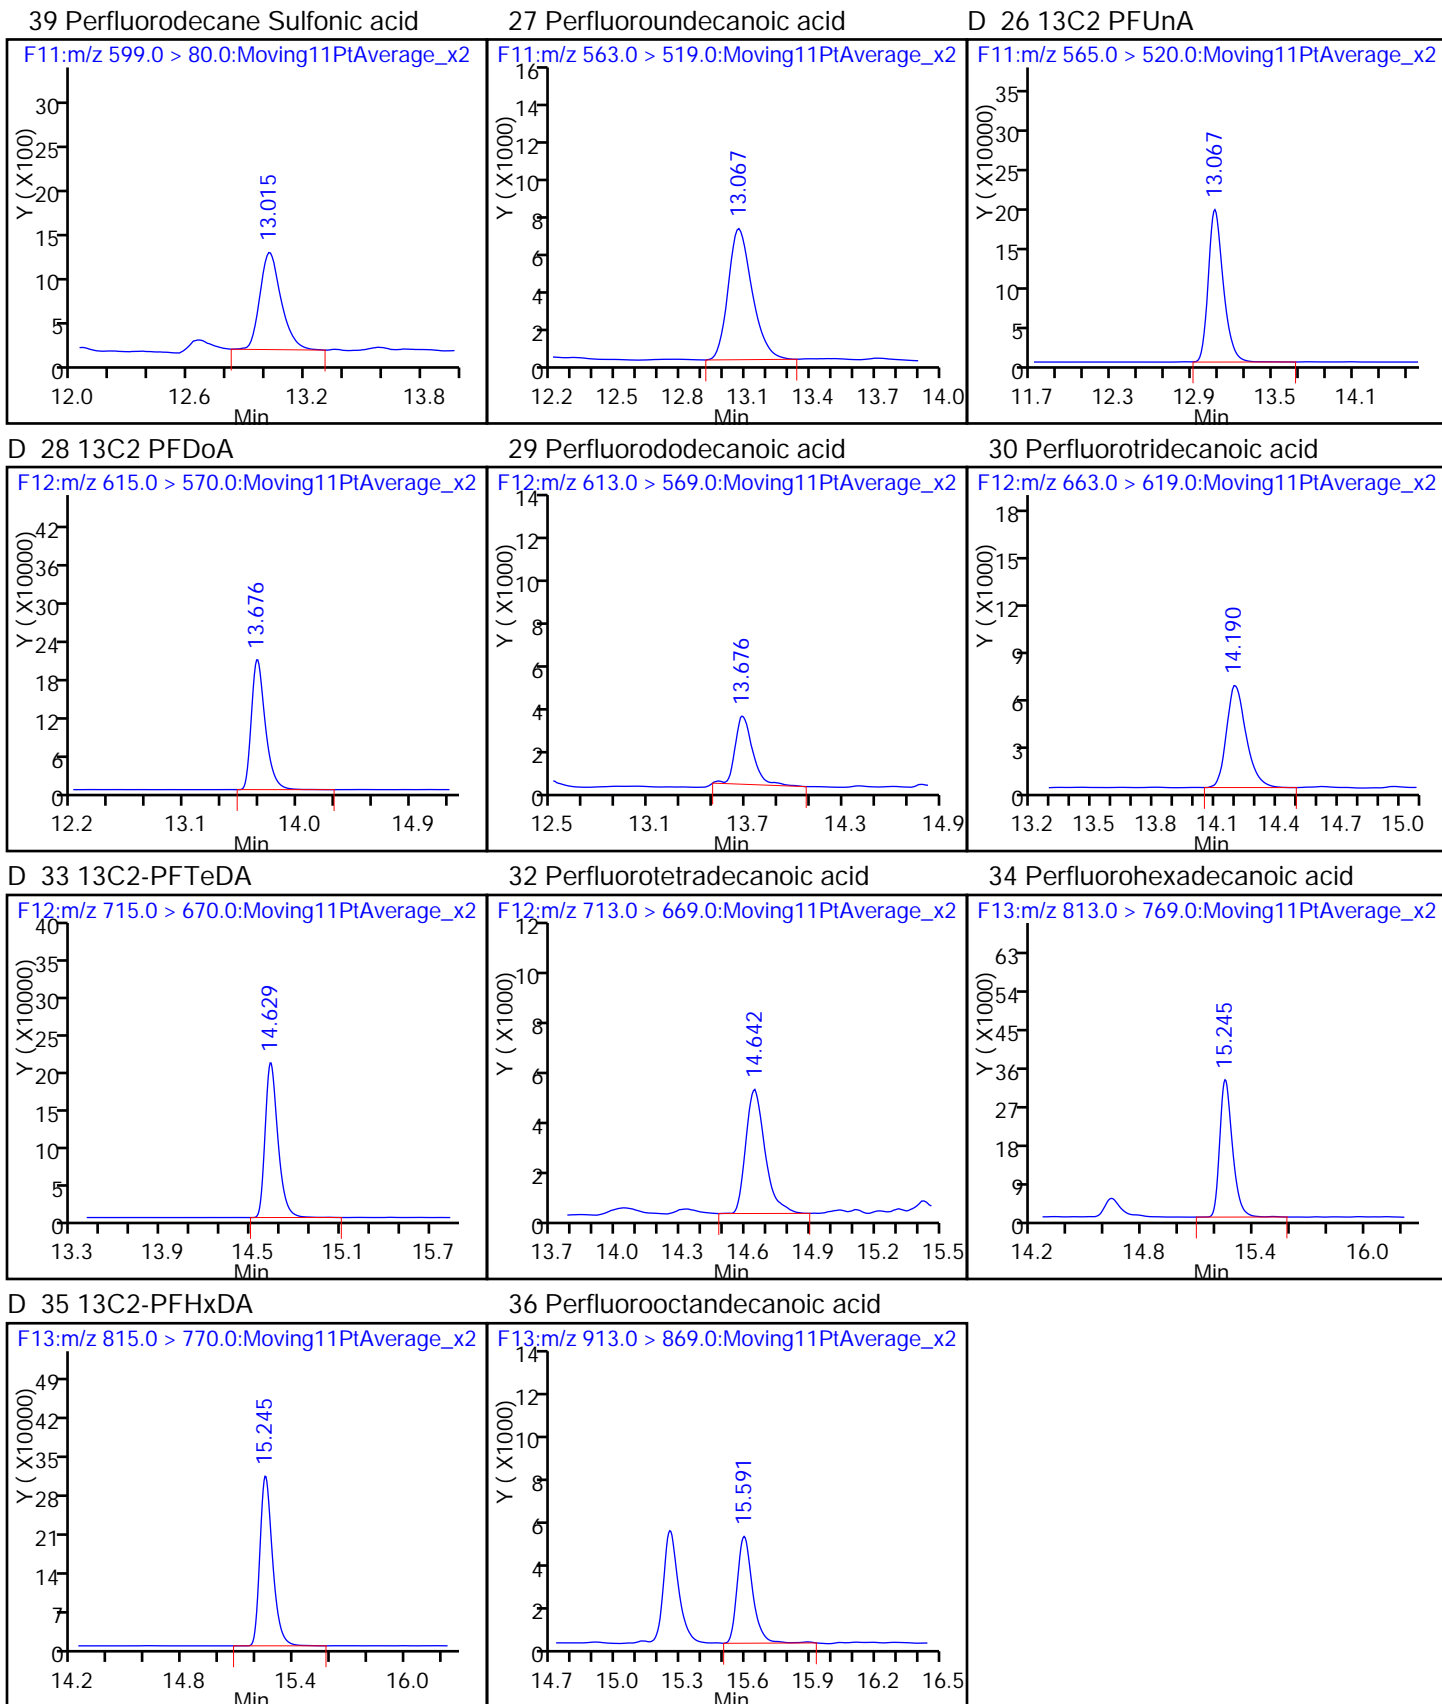 39 Perfluorodecane Sulfonic acid
F11:m/z 599.0 > 80.0:Moving11PtAverage_x2
Y ( X100)
30
25
20
15
10
5
0
13.015
12.0 12.6 13.2 13.8
Min
27 Perfluoroundecanoic acid
F11:m/z 563.0 > 519.0:Moving11PtAverage_x2
Y ( X1000)
16
14
12
10
8
6
4
2
0
13.067
12.2 12.5 12.8 13.1 13.4 13.7 14.0
Min
D 26 13C2 PFUnA
F11:m/z 565.0 > 520.0:Moving11PtAverage_x2
Y ( X10000)
35
30
25
20
15
10
5
0
13.067
11.7 12.3 12.9 13.5 14.1
Min
D 28 13C2 PFDoA
F12:m/z 615.0 > 570.0:Moving11PtAverage_x2
Y ( X10000)
42
36
30
24
18
12
6
0
13.676
12.2 13.1 14.0 14.9
Min
29 Perfluorododecanoic acid
F12:m/z 613.0 > 569.0:Moving11PtAverage_x2
Y ( X1000)
14
12
10
8
6
4
2
0
13.676
12.5 13.1 13.7 14.3 14.9
Min
30 Perfluorotridecanoic acid
F12:m/z 663.0 > 619.0:Moving11PtAverage_x2
Y ( X1000)
18
15
12
9
6
3
0
14.190
13.2 13.5 13.8 14.1 14.4 14.7 15.0
Min
D 33 13C2-PFTeDA
F12:m/z 715.0 > 670.0:Moving11PtAverage_x2
Y ( X10000)
40
35
30
25
20
15
10
5
0
14.629
13.3 13.9 14.5 15.1 15.7
Min
32 Perfluorotetradecanoic acid
F12:m/z 713.0 > 669.0:Moving11PtAverage_x2
Y ( X1000)
12
10
8
6
4
2
0
14.642
13.7 14.0 14.3 14.6 14.9 15.2 15.5
Min
34 Perfluorohexadecanoic acid
F13:m/z 813.0 > 769.0:Moving11PtAverage_x2
Y ( X1000)
63
54
45
36
27
18
9
0
15.245
14.2 14.8 15.4 16.0
Min
D 35 13C2-PFHxDA
F13:m/z 815.0 > 770.0:Moving11PtAverage_x2
Y ( X10000)
49
42
35
28
21
14
7
0
15.245
14.2 14.8 15.4 16.0
Min
36 Perfluorooctandecanoic acid
F13:m/z 913.0 > 869.0:Moving11PtAverage_x2
Y ( X1000)
14
12
10
8
6
4
2
0
15.591
14.7 15.0 15.3 15.6 15.9 16.2 16.5
Min